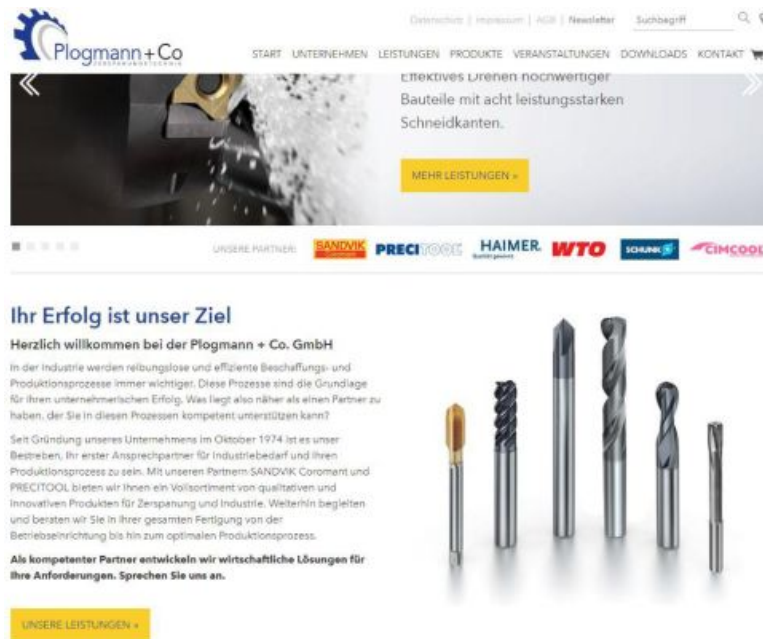 Datenschutz | Impressum | AGB | Newsletter
Suchbegriff
Plogmann+Co
ZERSPANUNGSTECHNIK
START UNTERNEHMEN LEISTUNGEN PRODUKTE VERANSTALTUNGEN DOWNLOADS KONTAKT
Effektives Drehen hochwertiger
Bauteile mit acht leistungsstarken
Schneidkanten.
MEHR LEISTUNGEN »
UNSERE PARTNER:
SANDVIK
Coromant
PRECITOOL
HAIMER.
Qualität gewinnt.
WTO
SCHUNK
CIMCOOL
Ihr Erfolg ist unser Ziel
Herzlich willkommen bei der Plogmann + Co. GmbH
In der Industrie werden reibungslose und effiziente Beschaffungs- und
Produktionsprozesse immer wichtiger. Diese Prozesse sind die Grundlage
für Ihren unternehmerischen Erfolg. Was liegt also näher als einen Partner zu
haben, der Sie in diesen Prozessen kompetent unterstützen kann?
Seit Gründung unseres Unternehmens im Oktober 1974 ist es unser
Bestreben, Ihr erster Ansprechpartner für Industriebedarf und Ihren
Produktionsprozess zu sein. Mit unseren Partnern SANDVIK Coromant und
PRECITOOL bieten wir Ihnen ein Vollsortiment von qualitativen und
innovativen Produkten für Zerspanung und Industrie. Weiterhin begleiten
und beraten wir Sie in Ihrer gesamten Fertigung von der
Betriebseinrichtung bis hin zum optimalen Produktionsprozess.
Als kompetenter Partner entwickeln wir wirtschaftliche Lösungen für
Ihre Anforderungen. Sprechen Sie uns an.
UNSERE LEISTUNGEN »